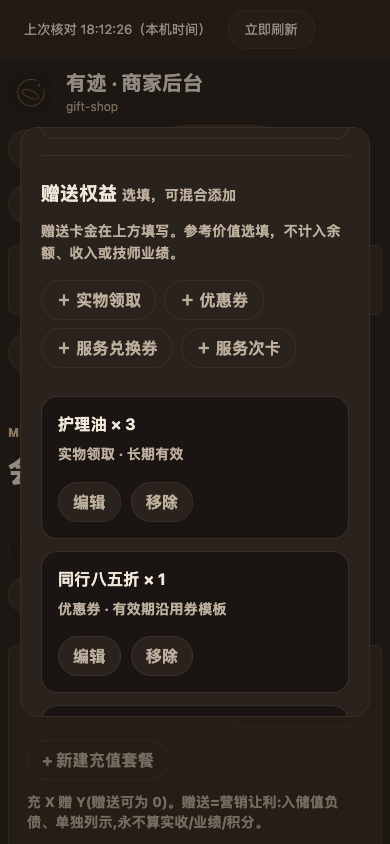 上次核对 18:12:26（本机时间）
立即刷新
有迹 · 商家后台
gift-shop
赠送权益 选填，可混合添加
赠送卡金在上方填写。参考价值选填，不计入余
额、收入或技师业绩。
+ 实物领取
+ 优惠券
+ 服务兑换券
+ 服务次卡
护理油 × 3
实物领取 · 长期有效
编辑
移除
同行八五折 × 1
优惠券 · 有效期沿用券模板
编辑
移除
+ 新建充值套餐
充 X 赠 Y(赠送可为 0)。赠送=营销让利:入储值负
债、单独列示,永不算实收/业绩/积分。